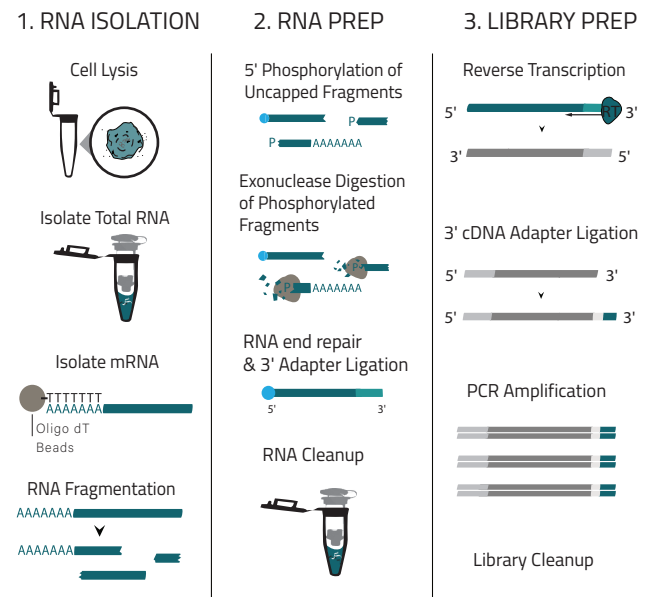 1. RNA ISOLATION
Cell Lysis
Isolate Total RNA
Isolate mRNA
TTTTTTT
AAAAAAA
Oligo dT
Beads
RNA Fragmentation
AAAAAAA
AAAAAAA
2. RNA PREP
5' Phosphorylation of
Uncapped Fragments
P
P AAAAAAA
Exonuclease Digestion
of Phosphorylated
Fragments
P
P AAAAAAA
RNA end repair
& 3' Adapter Ligation
5' 3'
RNA Cleanup
3. LIBRARY PREP
Reverse Transcription
5' RT 3'
3' 5'
3' cDNA Adapter Ligation
5' 3'
5' 3'
PCR Amplification
Library Cleanup